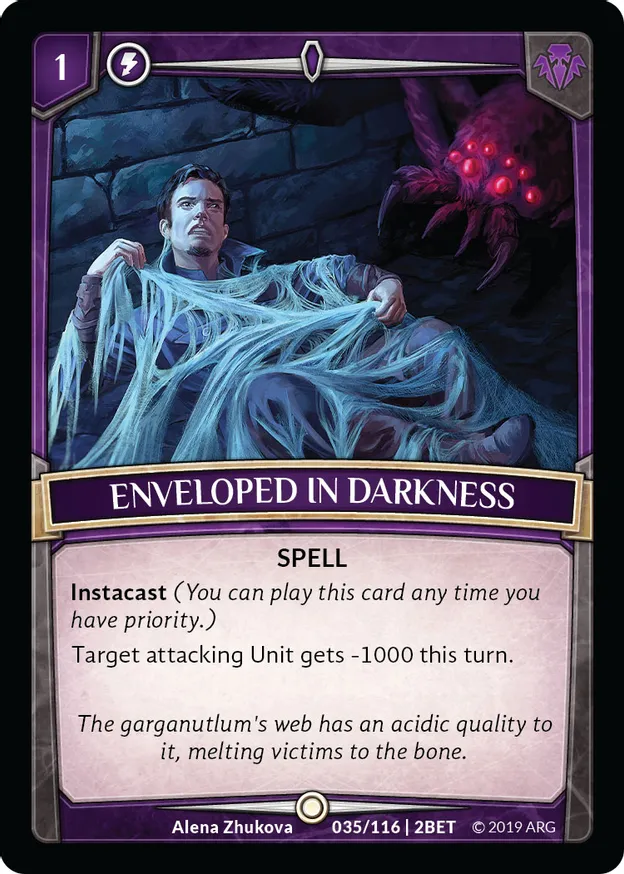 1
ENVELOPED IN DARKNESS
SPELL
Instacast (You can play this card any time you
have priority.)
Target attacking Unit gets -1000 this turn.
The garganutlum's web has an acidic quality to
it, melting victims to the bone.
Alena Zhukova 035/116 | 2BET © 2019 ARG